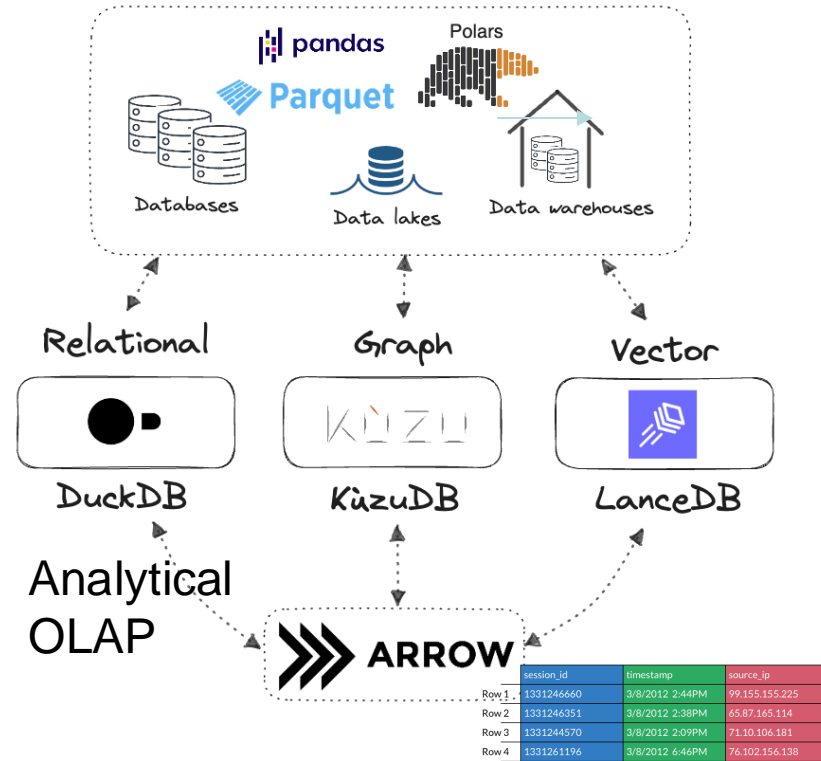 pandas
Polars
Parquet
Databases
Data lakes
Data warehouses
Relational
Graph
Vector
KÙZU
DuckDB
KùzuDB
LanceDB
Analytical
OLAP
ARROW
session_id timestamp source_ip
Row 1 1331246660 3/8/2012 2:44PM 99.155.155.225
Row 2 1331246351 3/8/2012 2:38PM 65.87.165.114
Row 3 1331244570 3/8/2012 2:09PM 71.10.106.181
Row 4 1331261196 3/8/2012 6:46PM 76.102.156.138